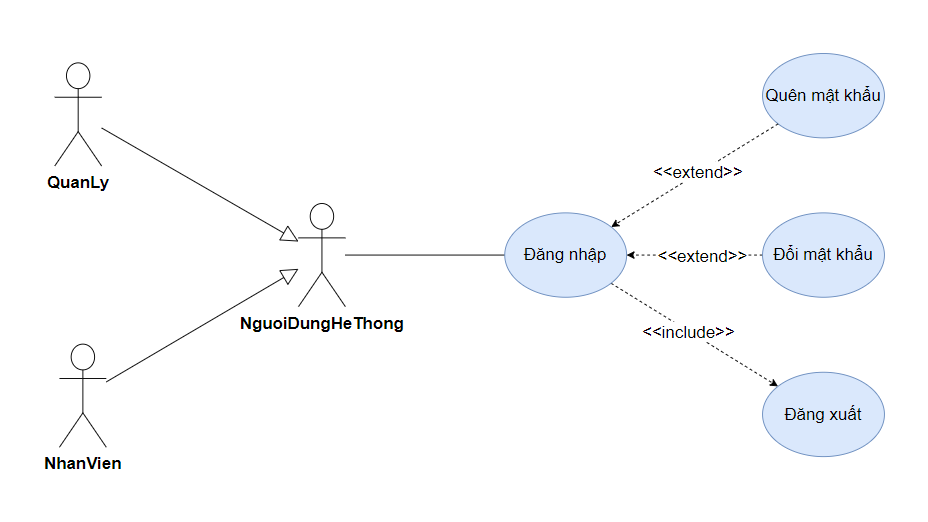 Quên mật khẩu
QuanLy
<<extend>>
Đăng nhập
<<extend>>
Đổi mật khẩu
NguoiDungHeThong
<<include>>
Đăng xuất
NhanVien